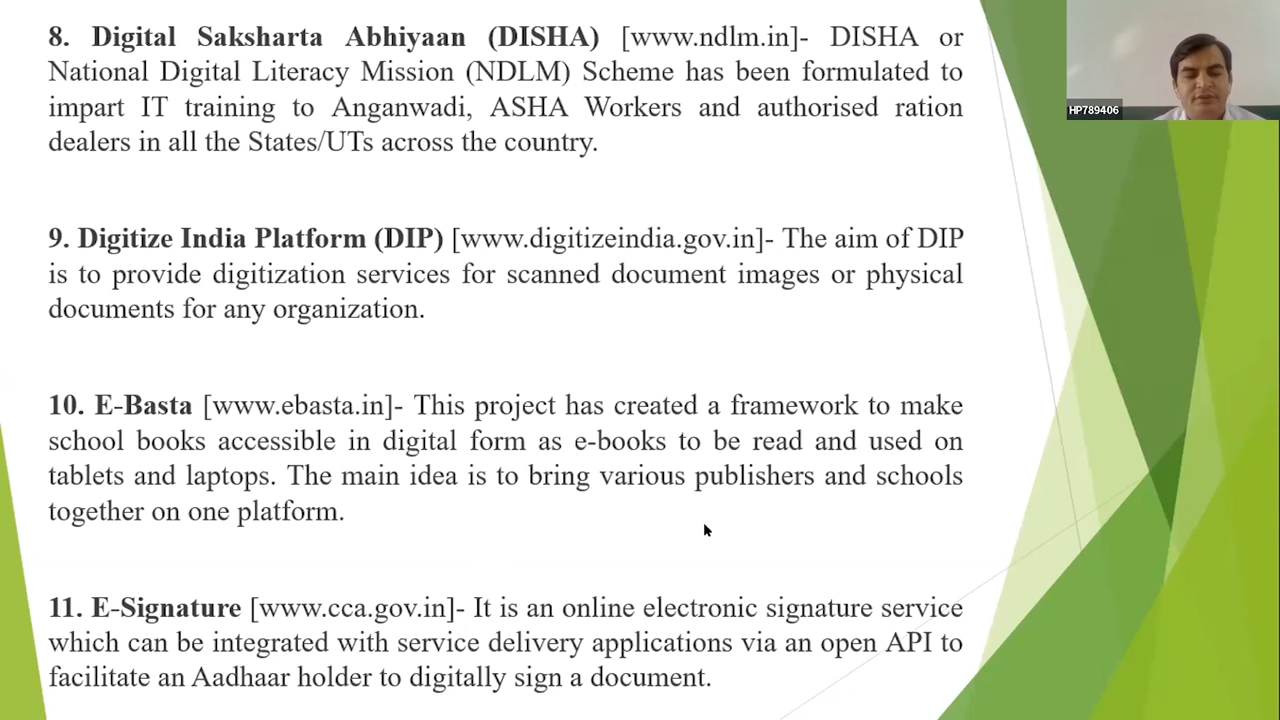 8. Digital Saksharta Abhiyaan (DISHA) [www.ndlm.in]- DISHA or
National Digital Literacy Mission (NDLM) Scheme has been formulated to
impart IT training to Anganwadi, ASHA Workers and authorised ration
dealers in all the States/UTs across the country.
9. Digitize India Platform (DIP) [www.digitizeindia.gov.in]- The aim of DIP
is to provide digitization services for scanned document images or physical
documents for any organization.
10. E-Basta [www.ebasta.in]- This project has created a framework to make
school books accessible in digital form as e-books to be read and used on
tablets and laptops. The main idea is to bring various publishers and schools
together on one platform.
11. E-Signature [www.cca.gov.in]- It is an online electronic signature service
which can be integrated with service delivery applications via an open API to
facilitate an Aadhaar holder to digitally sign a document.
HP789406